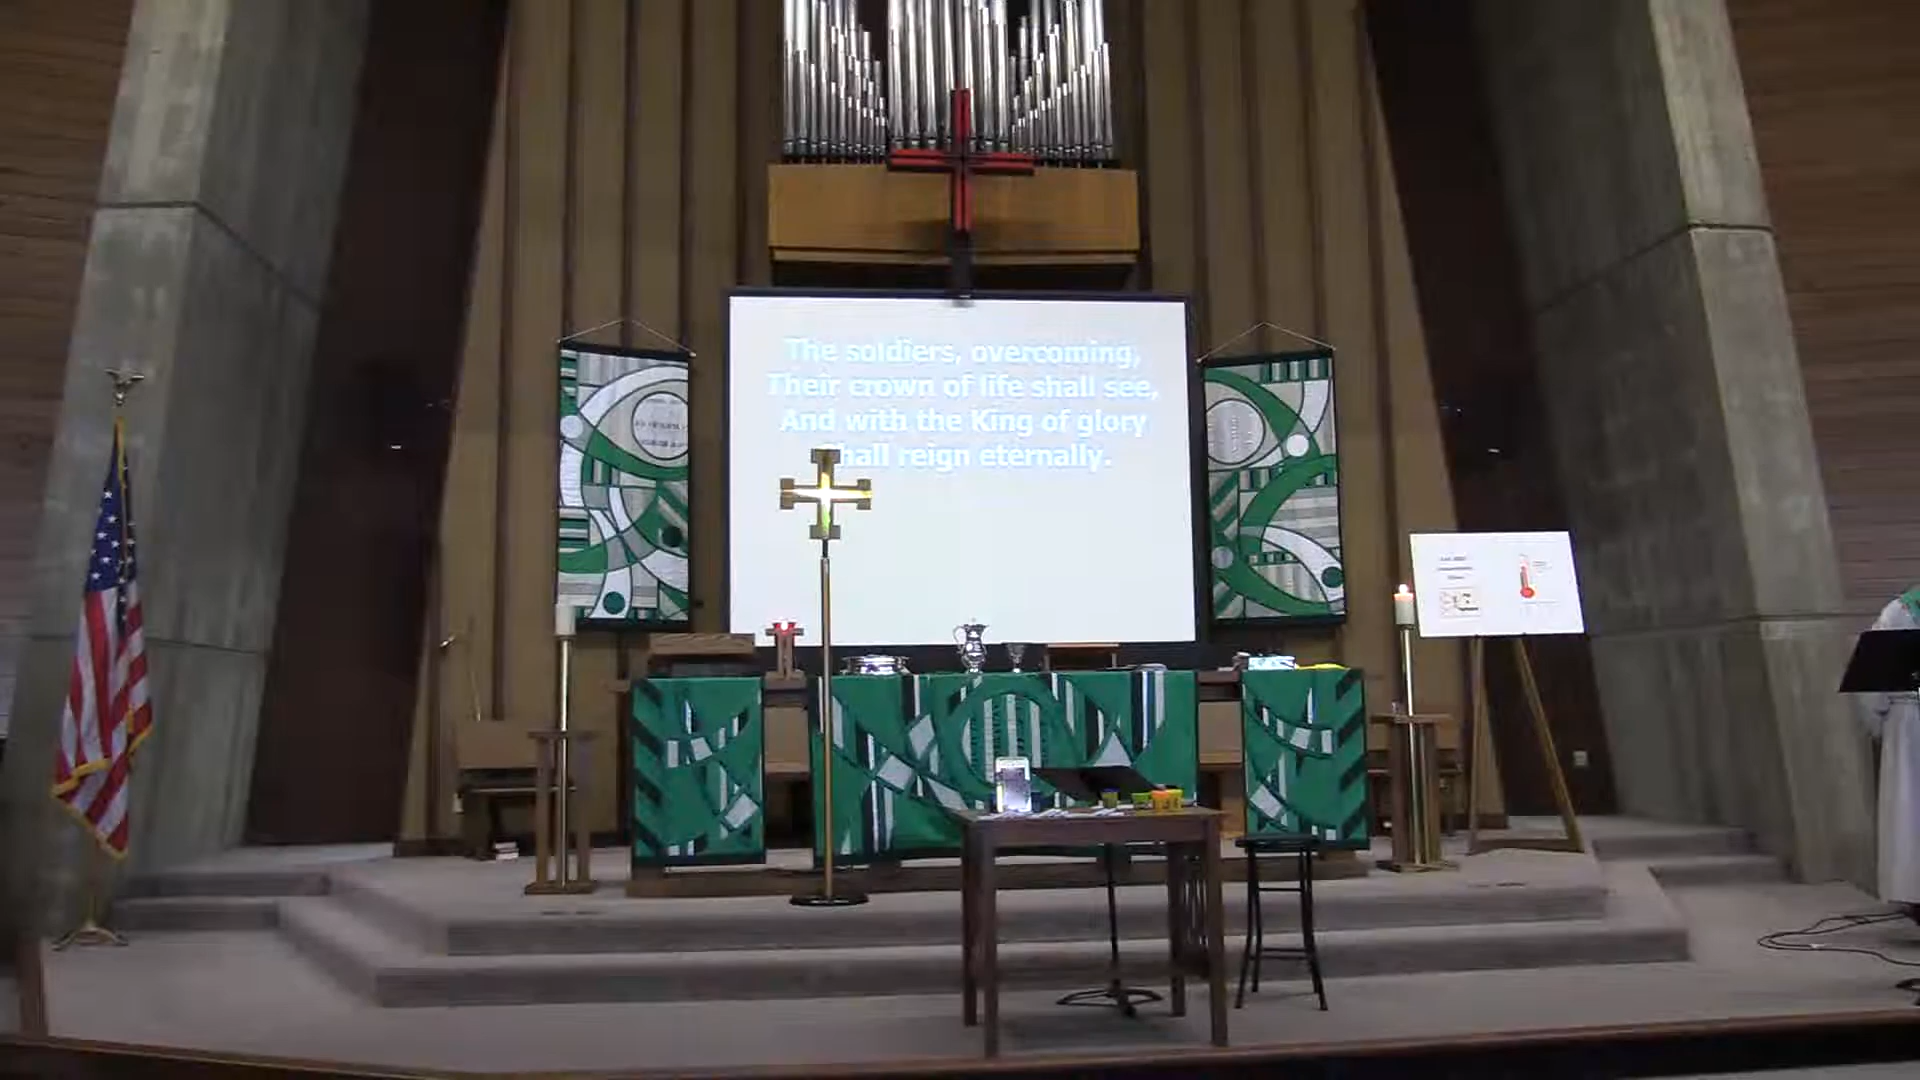 The soldiers, overcoming,
Their crown of life shall see,
And with the King of glory
Shall reign eternally.